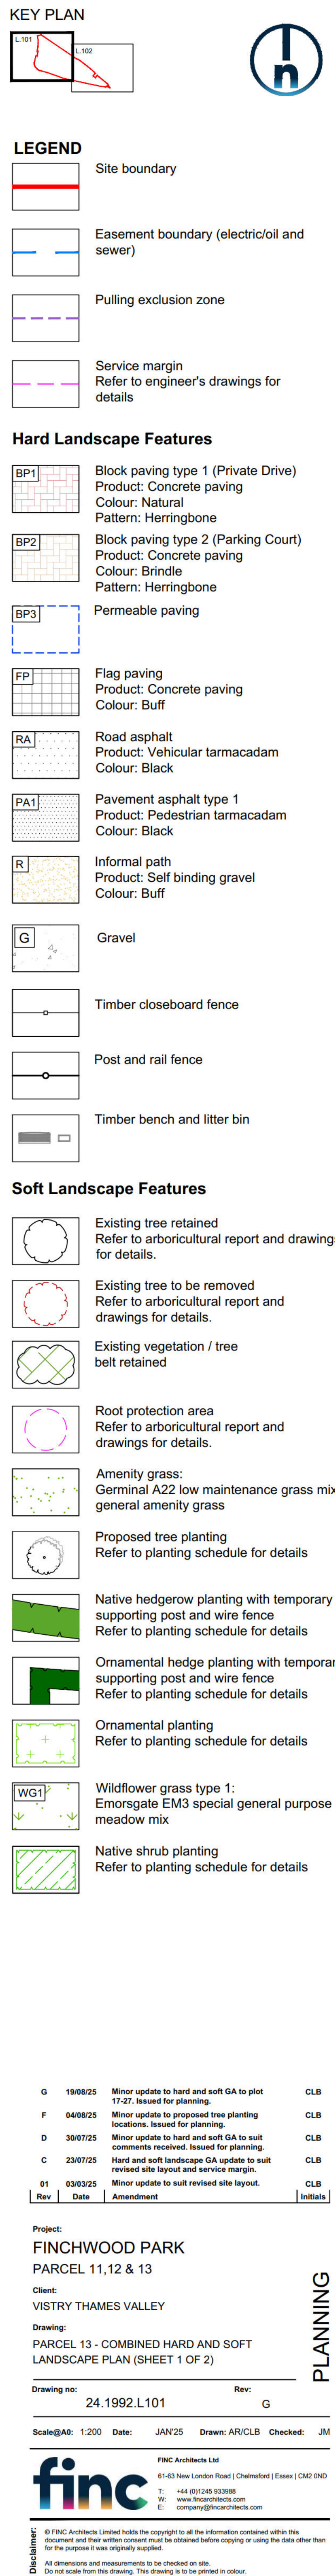 KEY PLAN
L.101
L.102
n
LEGEND
Site boundary
Easement boundary (electric/oil and
sewer)
Pulling exclusion zone
Service margin
Refer to engineer's drawings for
details
Hard Landscape Features
BP1
Block paving type 1 (Private Drive)
Product: Concrete paving
Colour: Natural
Pattern: Herringbone
BP2
Block paving type 2 (Parking Court)
Product: Concrete paving
Colour: Brindle
Pattern: Herringbone
BP3
Permeable paving
FP
Flag paving
Product: Concrete paving
Colour: Buff
RA
Road asphalt
Product: Vehicular tarmacadam
Colour: Black
PA1
Pavement asphalt type 1
Product: Pedestrian tarmacadam
Colour: Black
R
Informal path
Product: Self binding gravel
Colour: Buff
G
Gravel
Timber closeboard fence
Post and rail fence
Timber bench and litter bin
Soft Landscape Features
Existing tree retained
Refer to arboricultural report and drawings
for details.
Existing tree to be removed
Refer to arboricultural report and
drawings for details.
Existing vegetation / tree
belt retained
Root protection area
Refer to arboricultural report and
drawings for details.
Amenity grass:
Germinal A22 low maintenance grass mix
general amenity grass
Proposed tree planting
Refer to planting schedule for details
Native hedgerow planting with temporary
supporting post and wire fence
Refer to planting schedule for details
Ornamental hedge planting with temporar
supporting post and wire fence
Refer to planting schedule for details
Ornamental planting
Refer to planting schedule for details
WG1
Wildflower grass type 1:
Emorsgate EM3 special general purpose
meadow mix
Native shrub planting
Refer to planting schedule for details
G 19/08/25 Minor update to hard and soft GA to plot CLB
17-27. Issued for planning.
F 04/08/25 Minor update to proposed tree planting CLB
locations. Issued for planning.
D 30/07/25 Minor update to hard and soft GA to suit CLB
comments received. Issued for planning.
C 23/07/25 Hard and soft landscape GA update to suit CLB
revised site layout and service margin.
01 03/03/25 Minor update to suit revised site layout. CLB
Rev Date Amendment Initials
Project:
FINCHWOOD PARK
PARCEL 11,12 & 13
Client:
VISTRY THAMES VALLEY
Drawing:
PARCEL 13 - COMBINED HARD AND SOFT
LANDSCAPE PLAN (SHEET 1 OF 2)
PLANNING
Drawing no: Rev:
24.1992.L101 G
Scale@A0: 1:200 Date: JAN'25 Drawn: AR/CLB Checked: JM
finc
FINC Architects Ltd
61-63 New London Road | Chelmsford | Essex | CM2 0ND
T: +44 (0)1245 933988
W: www.fincarchitects.com
E: company@fincarchitects.com
Disclaimer:
© FINC Architects Limited holds the copyright to all the information contained within this
document and their written consent must be obtained before copying or using the data other than
for the purpose it was originally supplied.
All dimensions and measurements to be checked on site.
Do not scale from this drawing. This drawing is to be printed in colour.